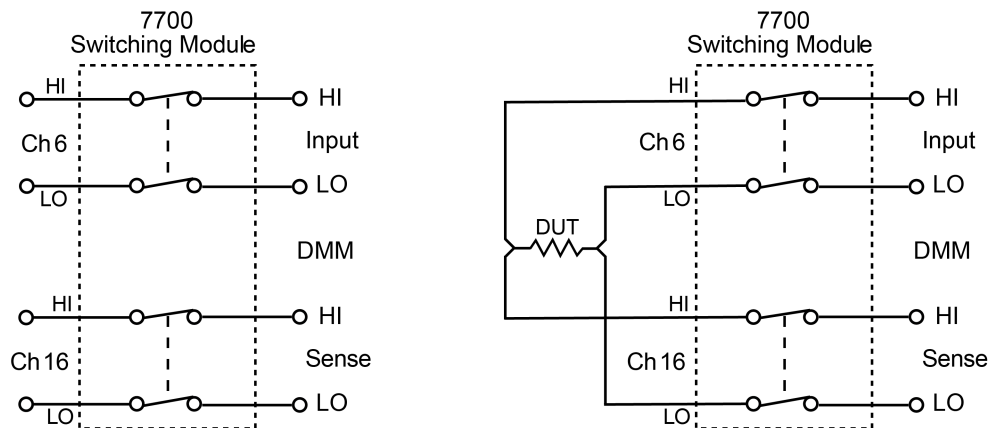 7700
Switching Module
HI
HI
Ch 6
Input
LO
LO
DMM
HI
HI
Ch 16
Sense
LO
LO
7700
Switching Module
HI
HI
Ch 6
Input
LO
LO
DUT
DMM
HI
HI
Ch 16
Sense
LO
LO